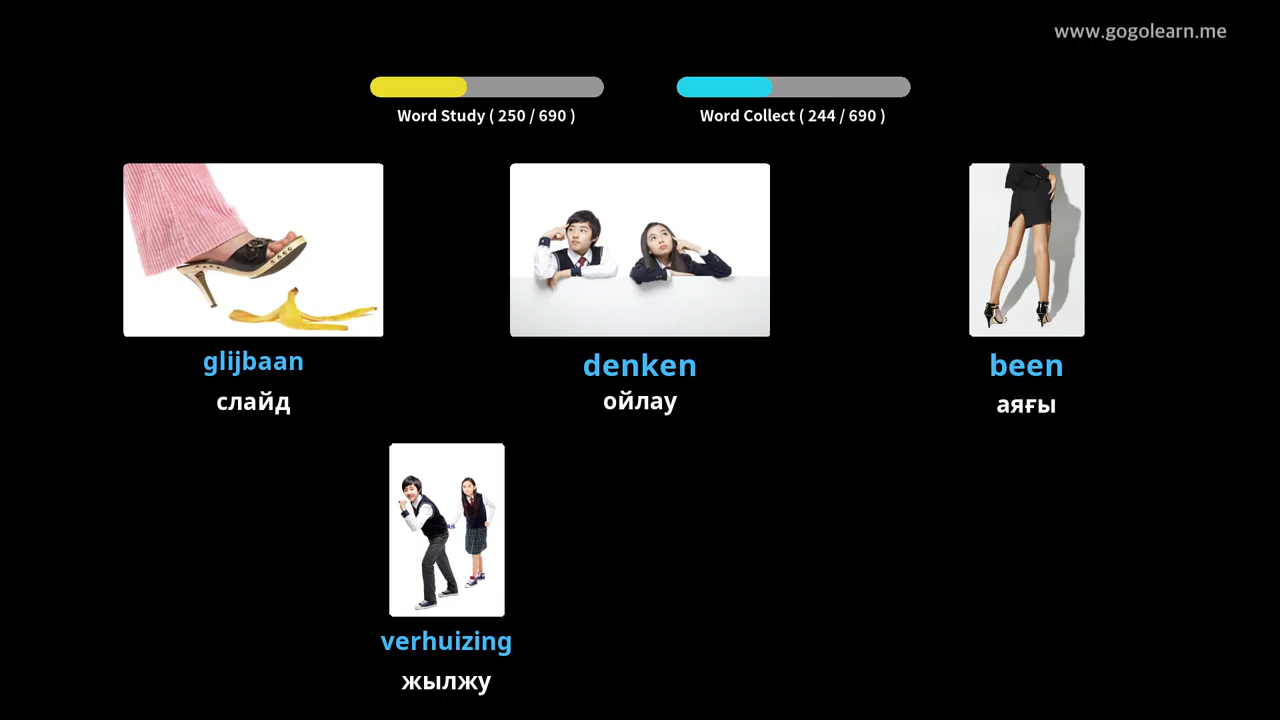 www.gogolearn.me
Word Study ( 250 / 690 )
Word Collect ( 244 / 690 )
glijbaan
слайд
denken
ойлау
been
аяғы
verhuizing
жылжу